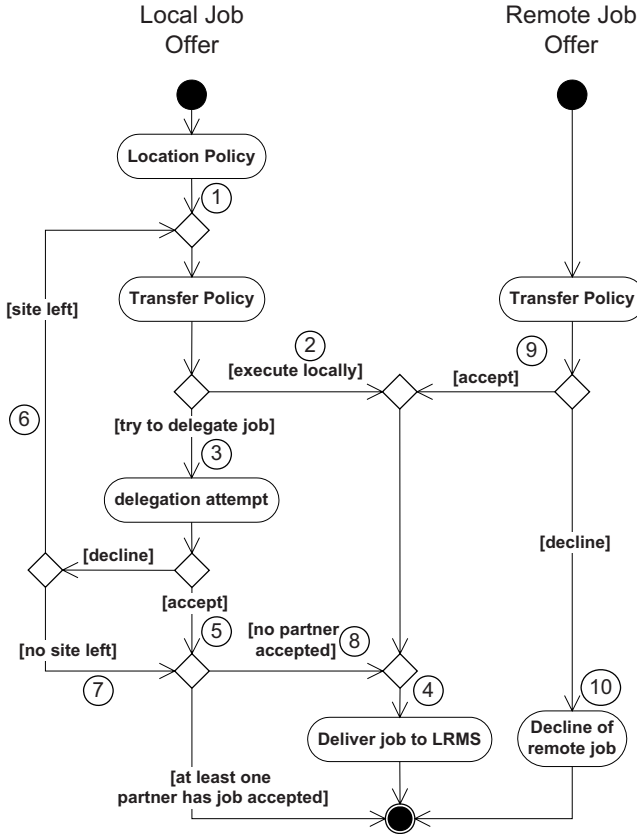 Local Job
Offer
Remote Job
Offer
Location Policy
1
Transfer Policy
Transfer Policy
[site left]
2
[execute locally]
9
[accept]
6
[try to delegate job]
3
delegation attempt
[decline]
[decline]
[accept]
5
[no partner
accepted]
8
[no site left]
7
4
10
Deliver job to LRMS
Decline of
remote job
[at least one
partner has job accepted]